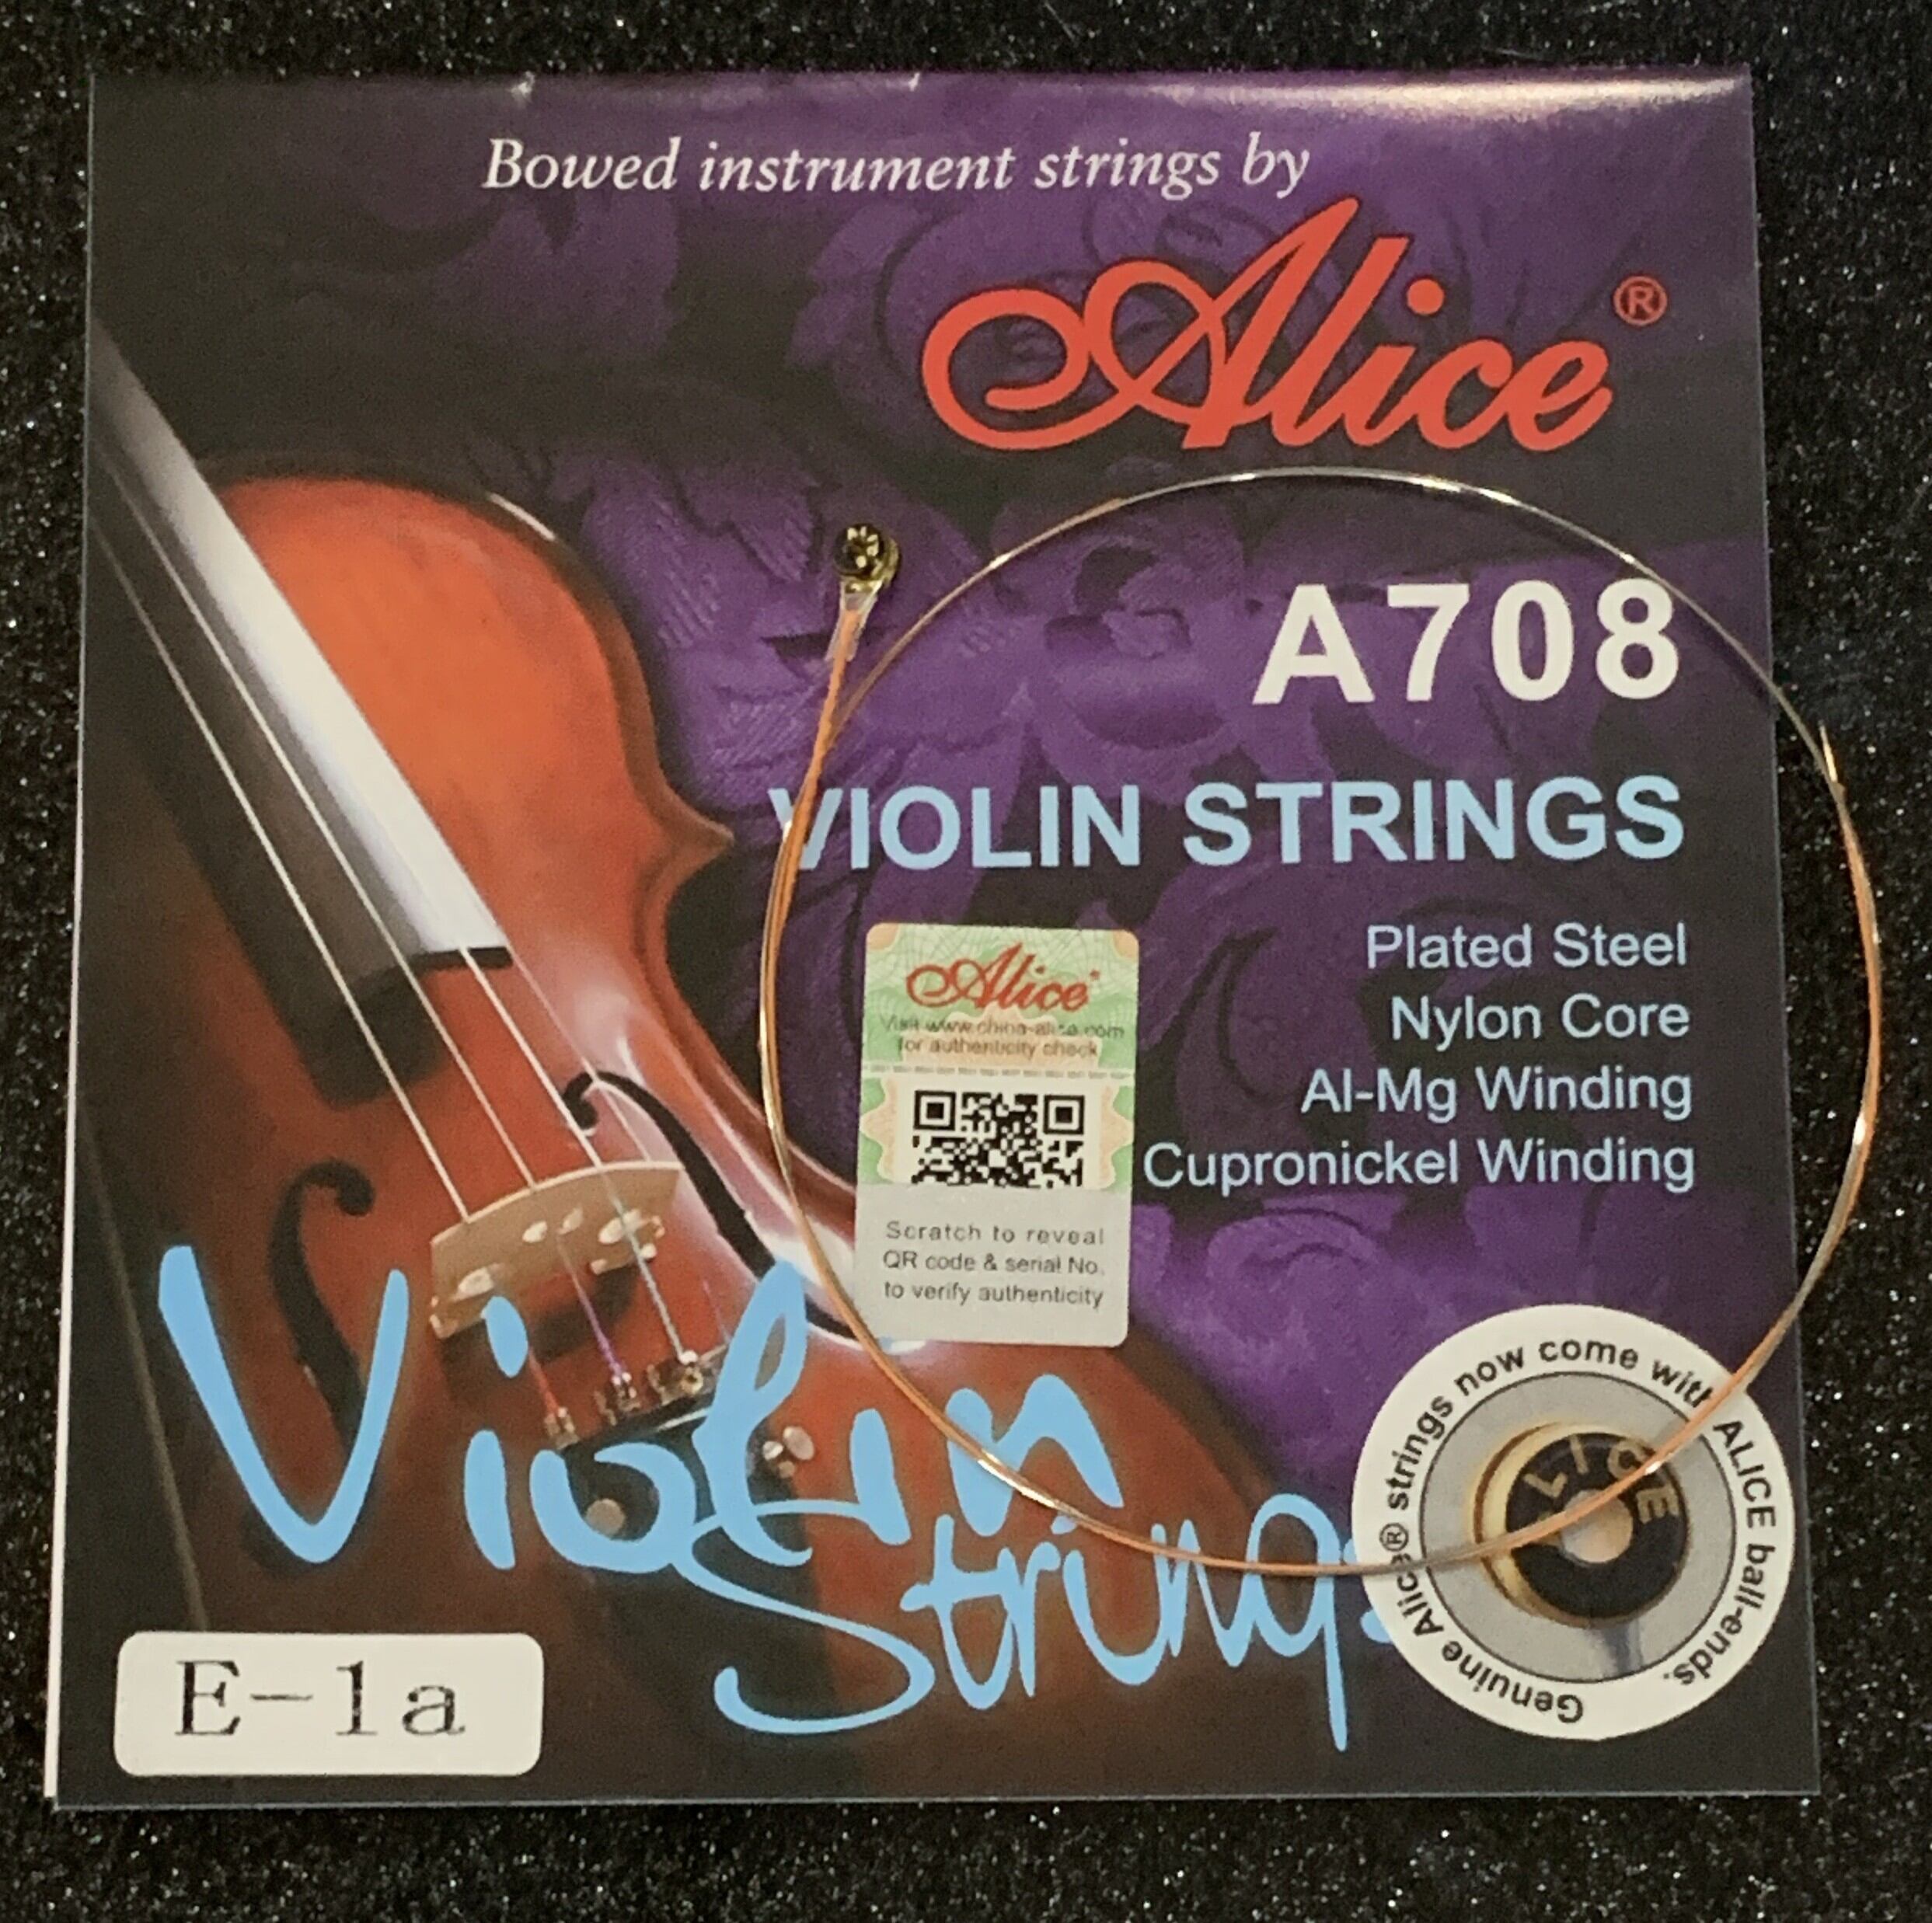 Bowed instrument strings by
Alice®
A708
VIOLIN STRINGS
Plated Steel
Nylon Core
Al-Mg Winding
Cupronickel Winding
Alice®
Visit www.china-alice.com
for authenticity check
Scratch to reveal
QR code & serial No.
to verify authenticity
Violin
Strings
Genuine Alice® strings now come with ALICE ball-ends.
ALICE
E-1a